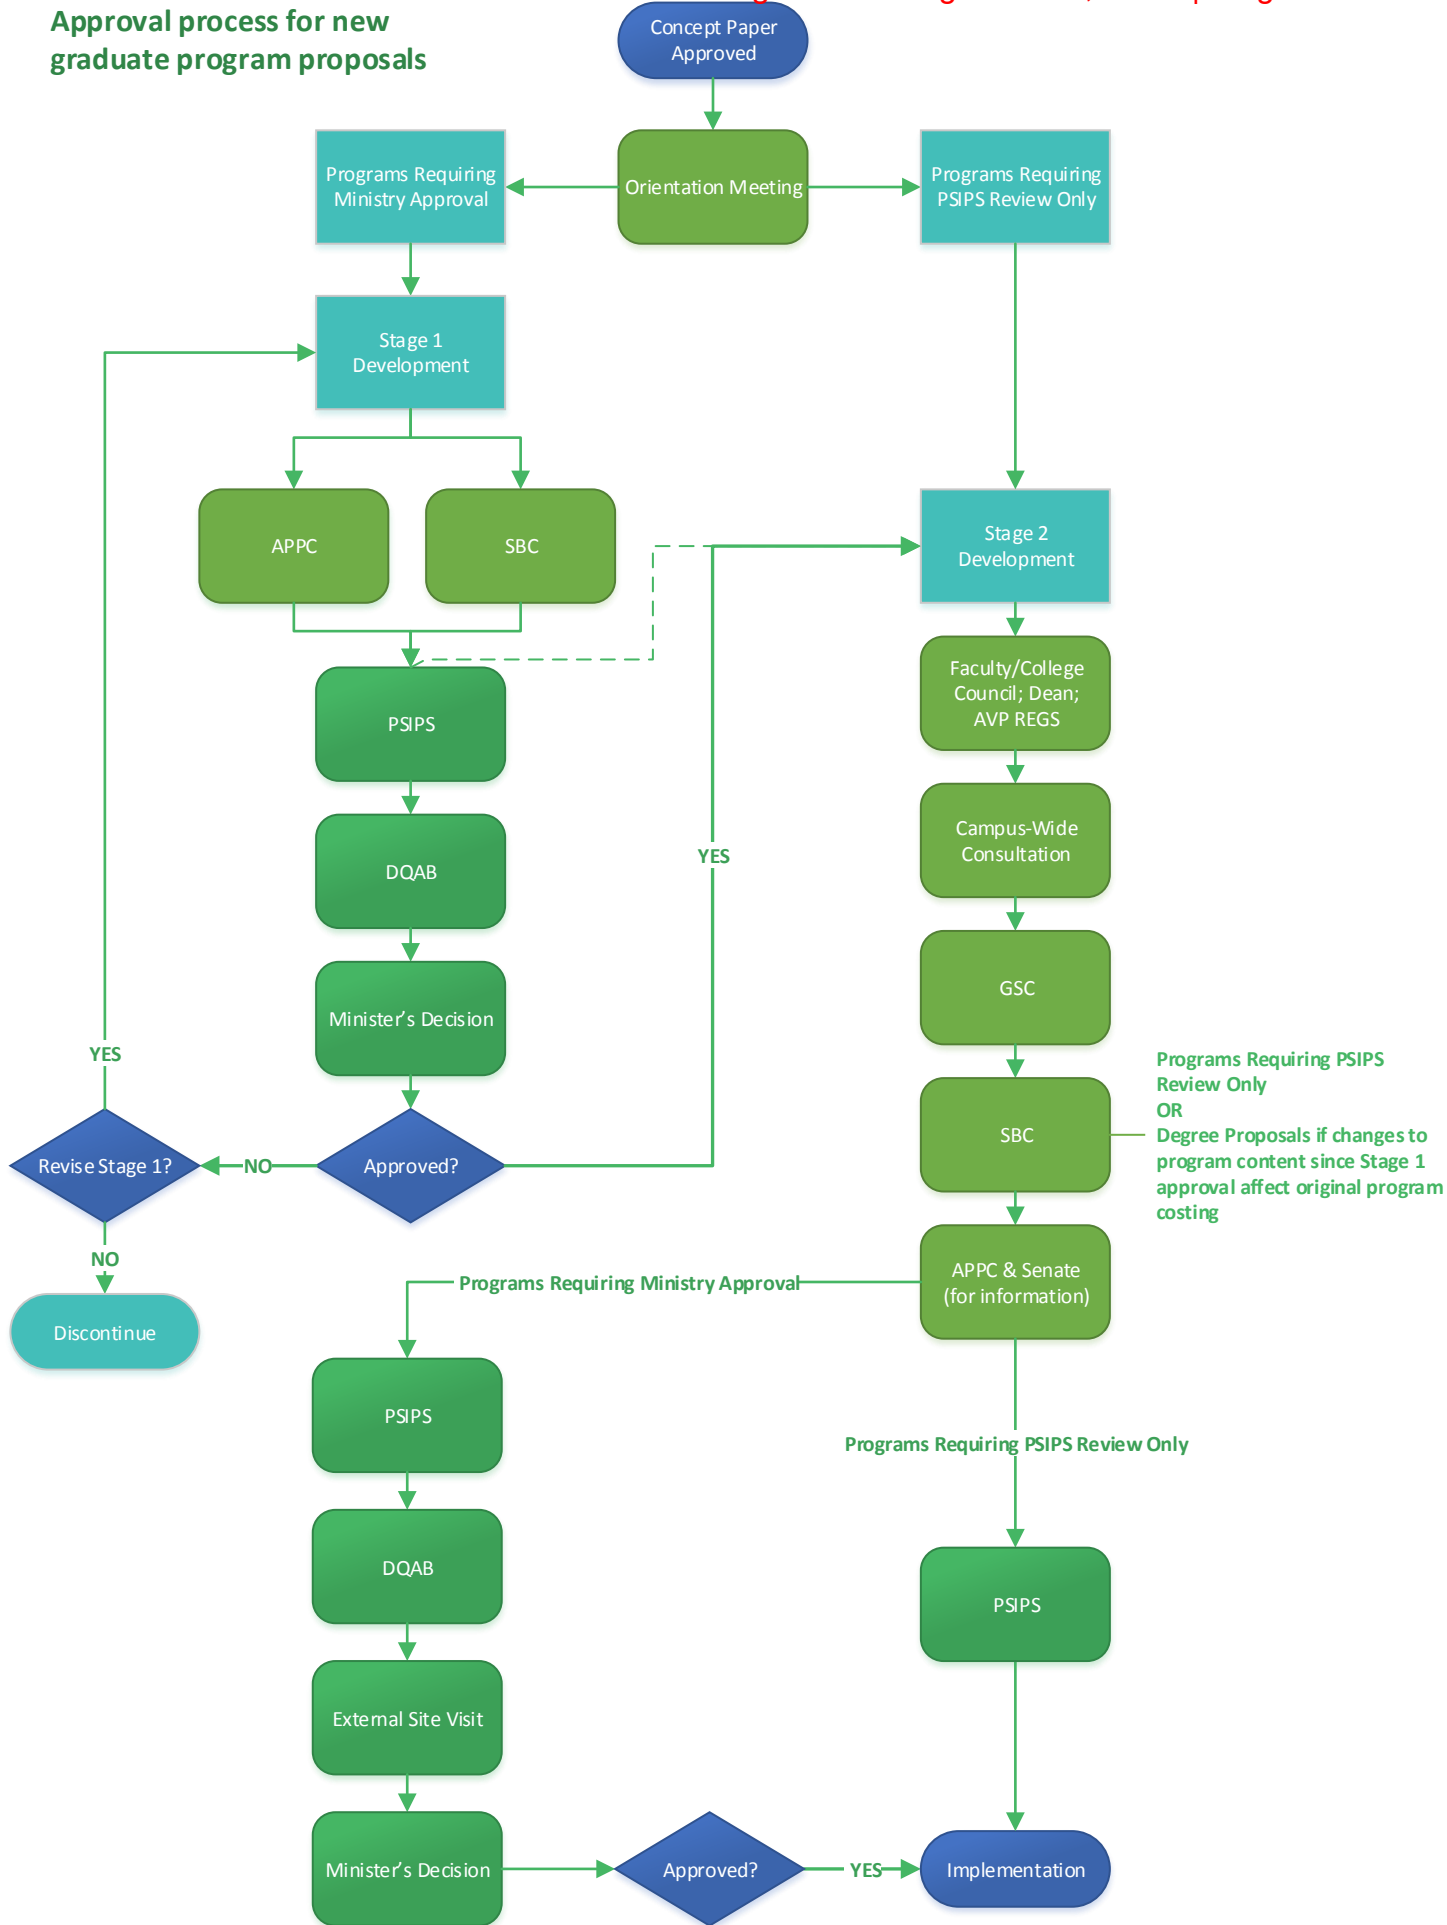 Approval process for new
graduate program proposals
Concept Paper
Approved
Programs Requiring
Ministry Approval
Orientation Meeting
Programs Requiring
PSIPS Review Only
Stage 1
Development
APPC
SBC
Stage 2
Development
PSIPS
Faculty/College
Council; Dean;
AVP REGS
DQAB
YES
Campus-Wide
Consultation
Minister's Decision
GSC
YES
Revise Stage 1?
NO
Approved?
SBC
Programs Requiring PSIPS
Review Only
OR
Degree Proposals if changes to
program content since Stage 1
approval affect original program
costing
NO
Discontinue
Programs Requiring Ministry Approval
APPC & Senate
(for information)
PSIPS
Programs Requiring PSIPS Review Only
DQAB
PSIPS
External Site Visit
Minister's Decision
Approved?
YES
Implementation